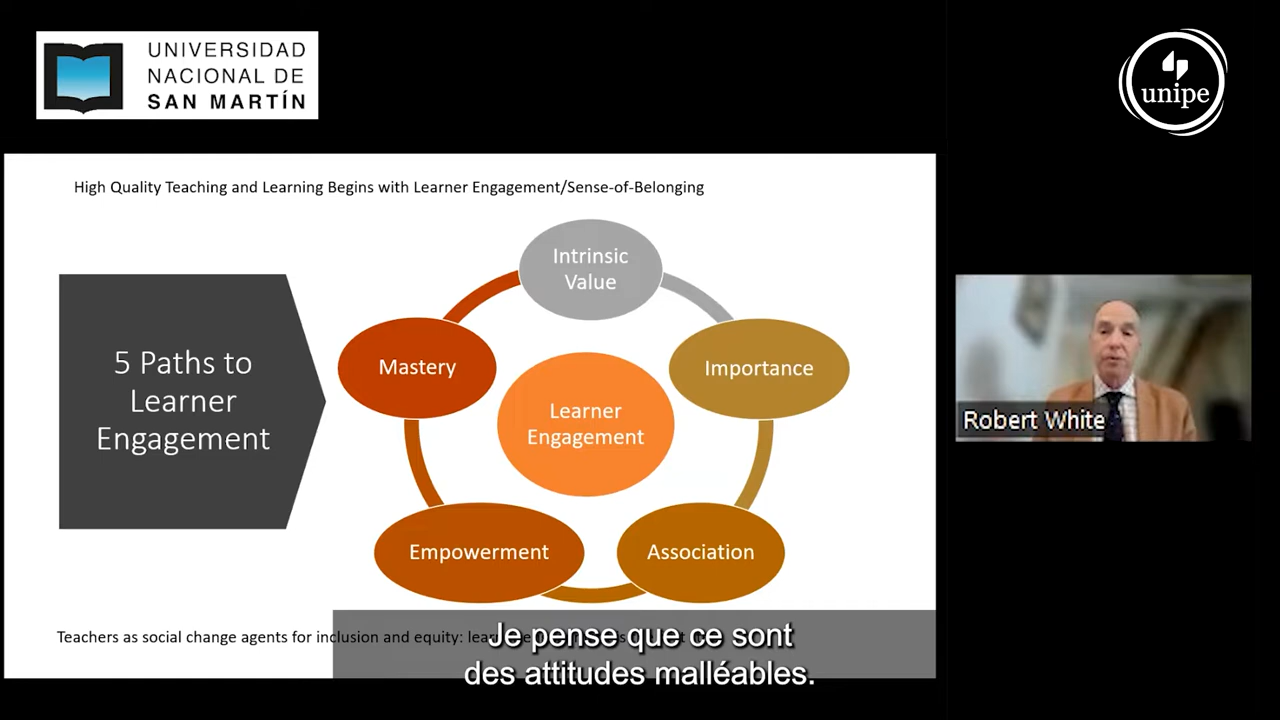 UNIVERSIDAD
NACIONAL DE
SAN MARTÍN
unipe
High Quality Teaching and Learning Begins with Learner Engagement/Sense-of-Belonging
5 Paths to
Learner
Engagement
Intrinsic
Value
Mastery
Importance
Learner
Engagement
Empowerment
Association
Robert White
Teachers as social change agents for inclusion and equity:
Je pense que ce sont
des attitudes malléables.